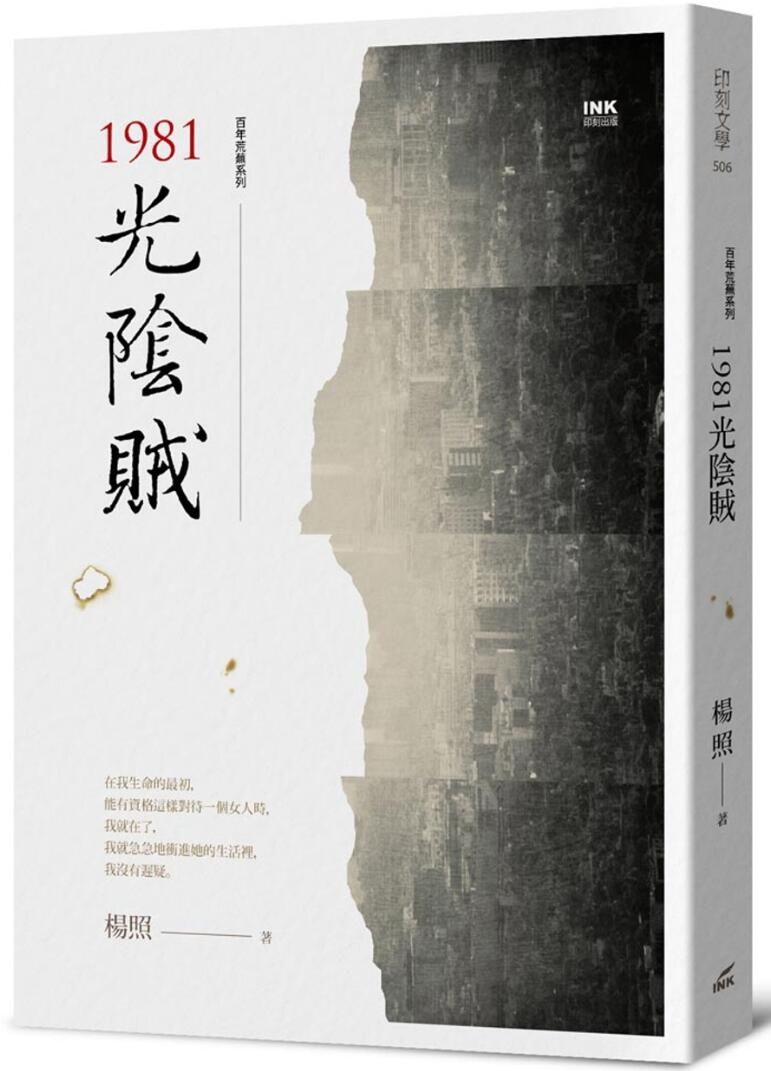 1981
光陰賊
百年荒蕪系列
INK
印刻出版
在我生命的最初,
能有資格這樣對待一個女人時,
我就在了,
我就急急地衝進她的生活裡,
我沒有遲疑。
楊照 著
印刻文學
506
百年荒蕪系列
1981光陰賊
楊照 著
INK